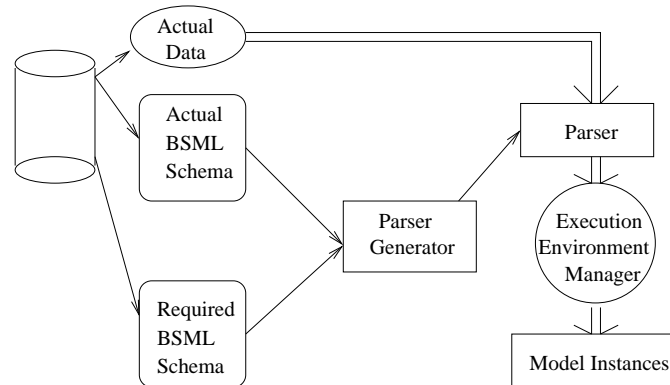 Actual
Data
Actual
BSML
Schema
Parser
Parser
Generator
Execution
Environment
Manager
Required
BSML
Schema
Model Instances